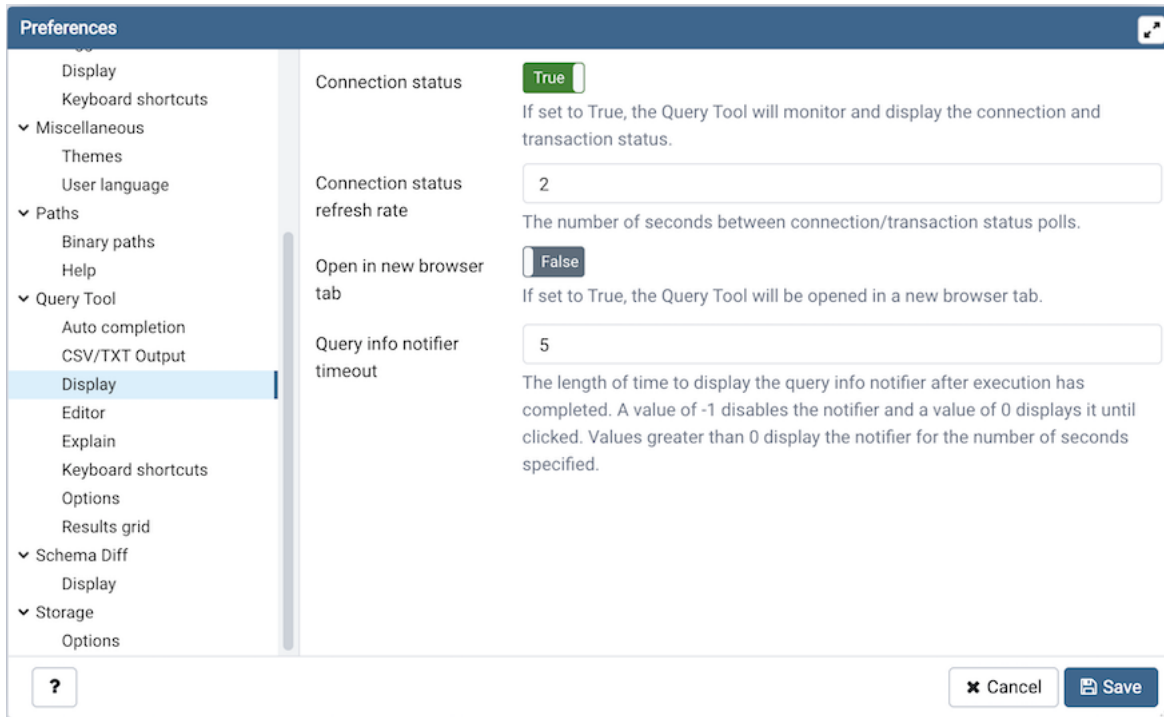 Preferences
Display
Keyboard shortcuts
Miscellaneous
Themes
User language
Paths
Binary paths
Help
Query Tool
Auto completion
CSV/TXT Output
Display
Editor
Explain
Keyboard shortcuts
Options
Results grid
Schema Diff
Display
Storage
Options
Connection status
True
If set to True, the Query Tool will monitor and display the connection and
transaction status.
Connection status
refresh rate
2
The number of seconds between connection/transaction status polls.
Open in new browser
tab
False
If set to True, the Query Tool will be opened in a new browser tab.
Query info notifier
timeout
5
The length of time to display the query info notifier after execution has
completed. A value of -1 disables the notifier and a value of 0 displays it until
clicked. Values greater than 0 display the notifier for the number of seconds
specified.
?
Cancel
Save